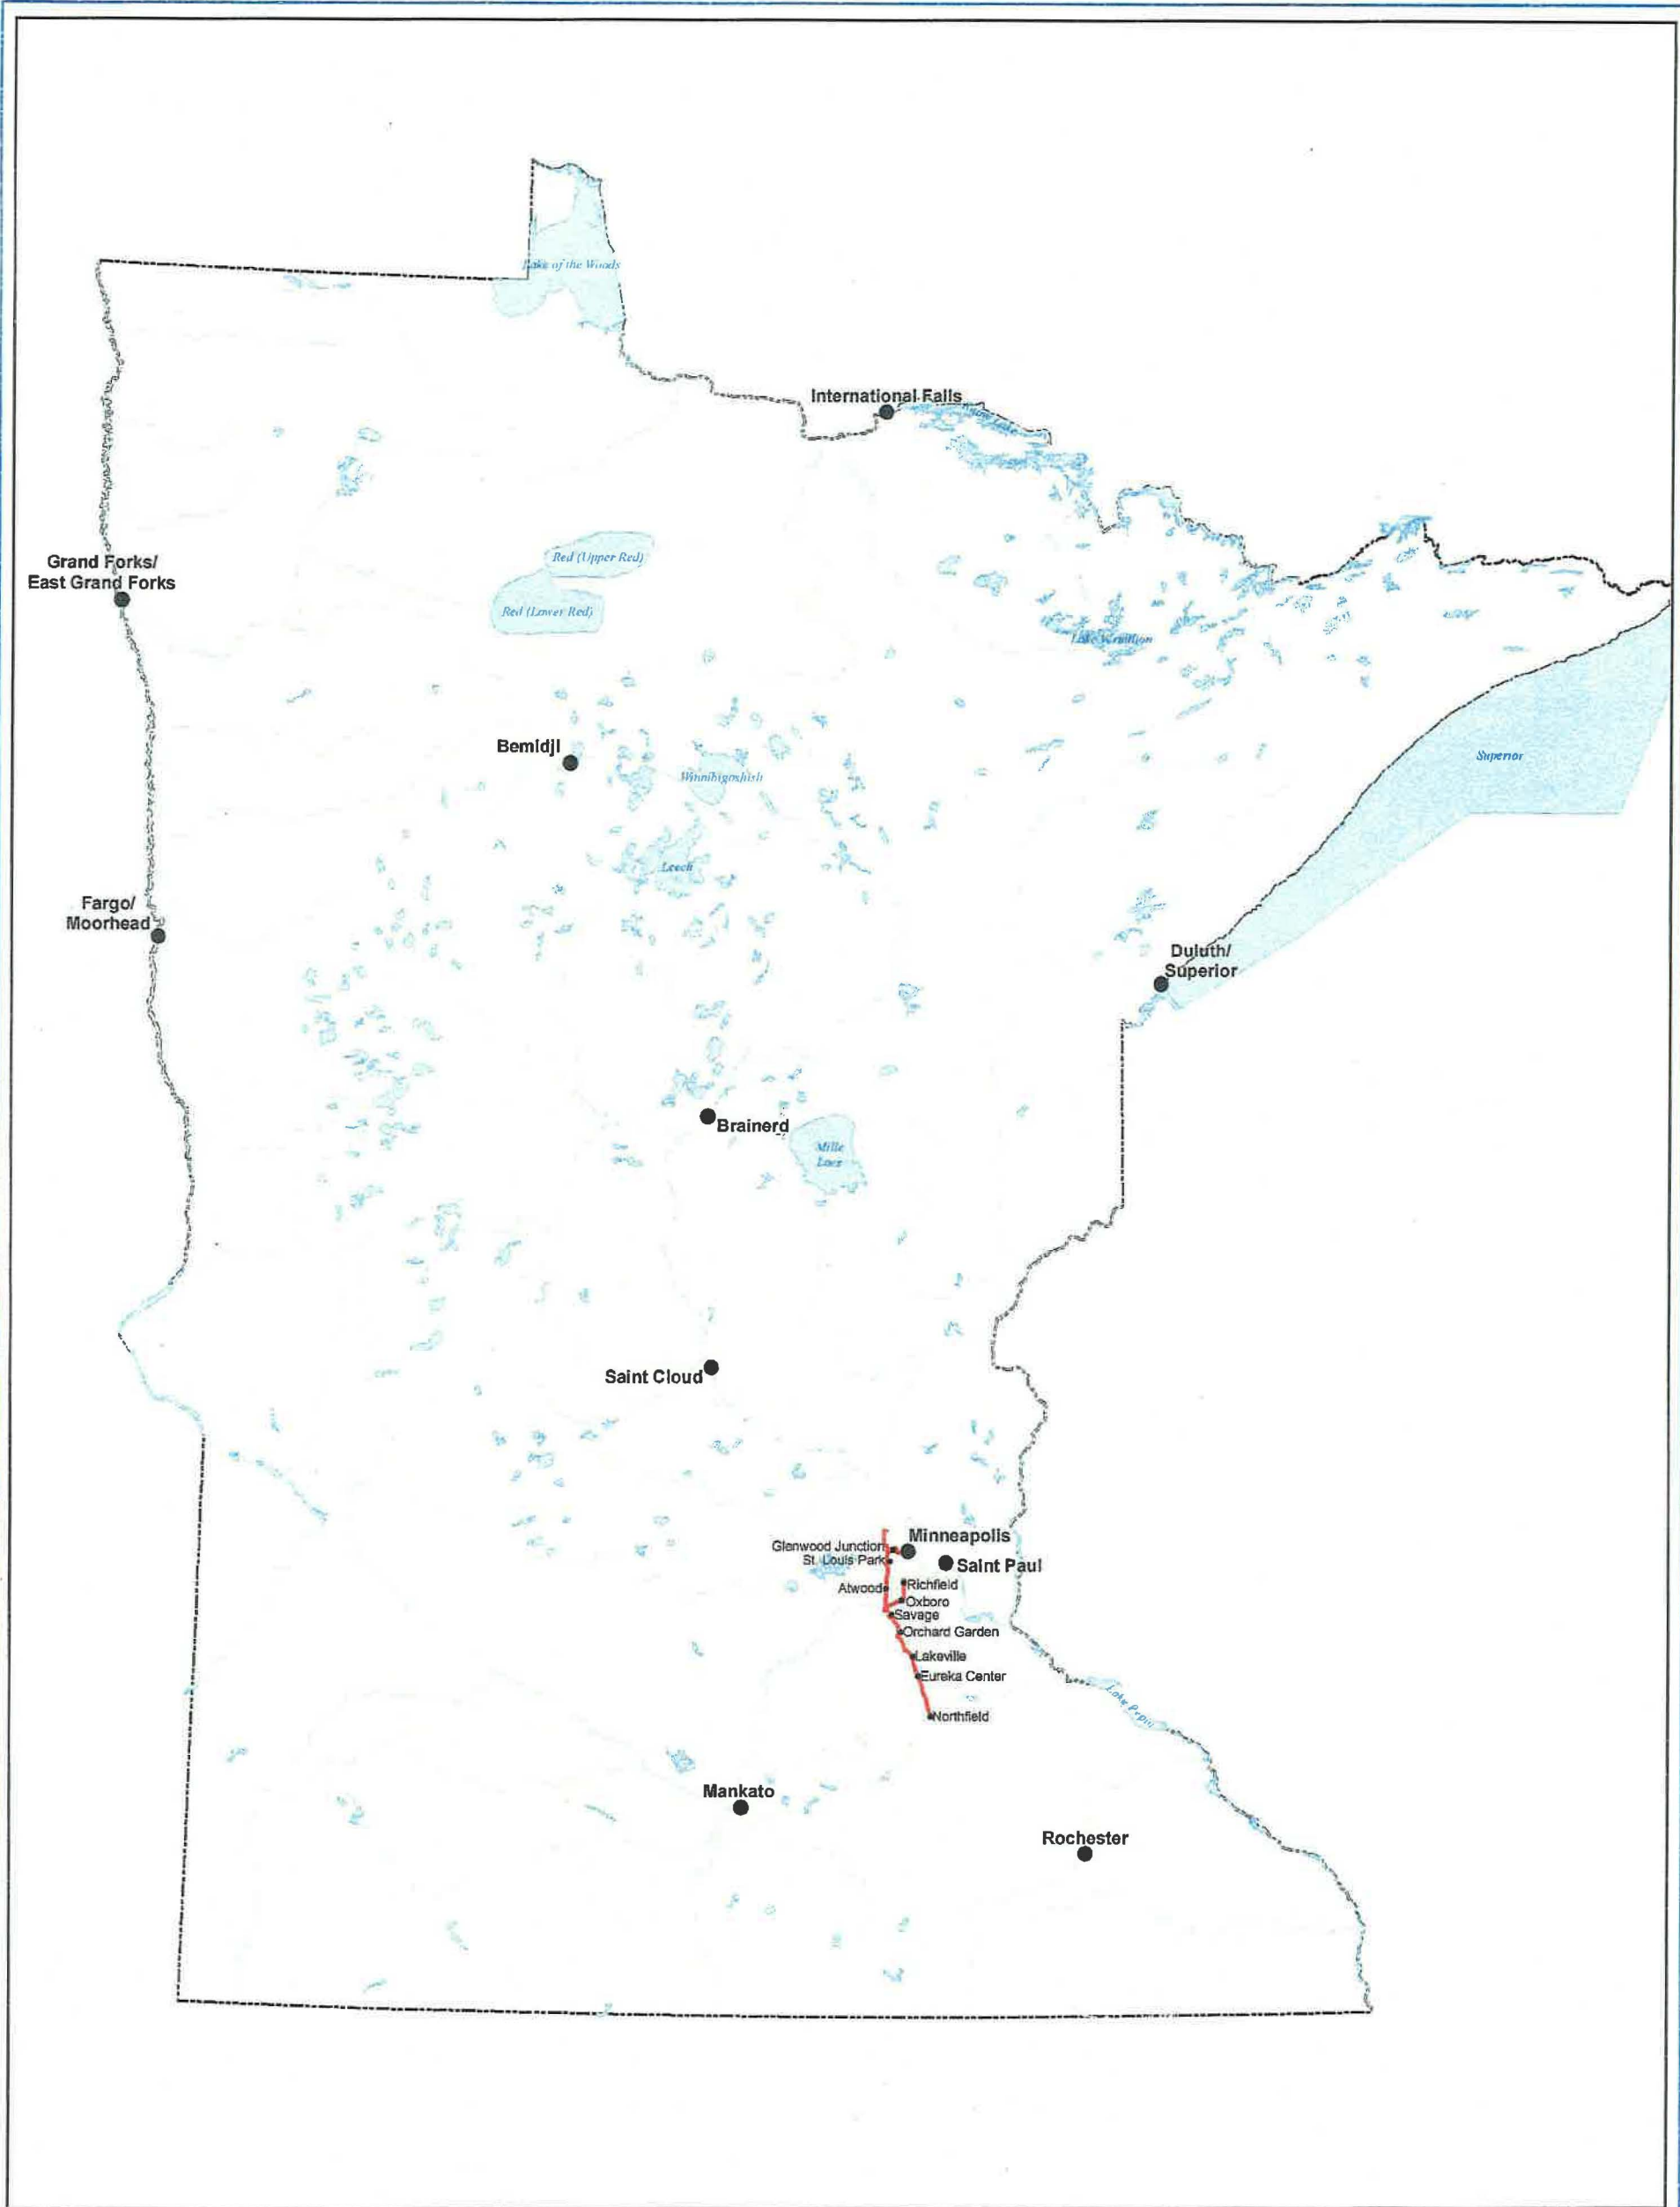 Lake of the Woods
International Falls
Rainy Lake
Grand Forks/
East Grand Forks
Red (Upper Red)
Red (Lower Red)
Lake Vermilion
Bemidji
Winnibigoshish
Superior
Leech
Fargo/
Moorhead
Duluth/
Superior
Brainerd
Mille
Lacs
Saint Cloud
Minneapolis
Glenwood Junction
St. Louis Park
Saint Paul
Atwood
Richfield
Oxboro
Savage
Orchard Garden
Lakeville
Eureka Center
Lake Pepin
Northfield
Mankato
Rochester